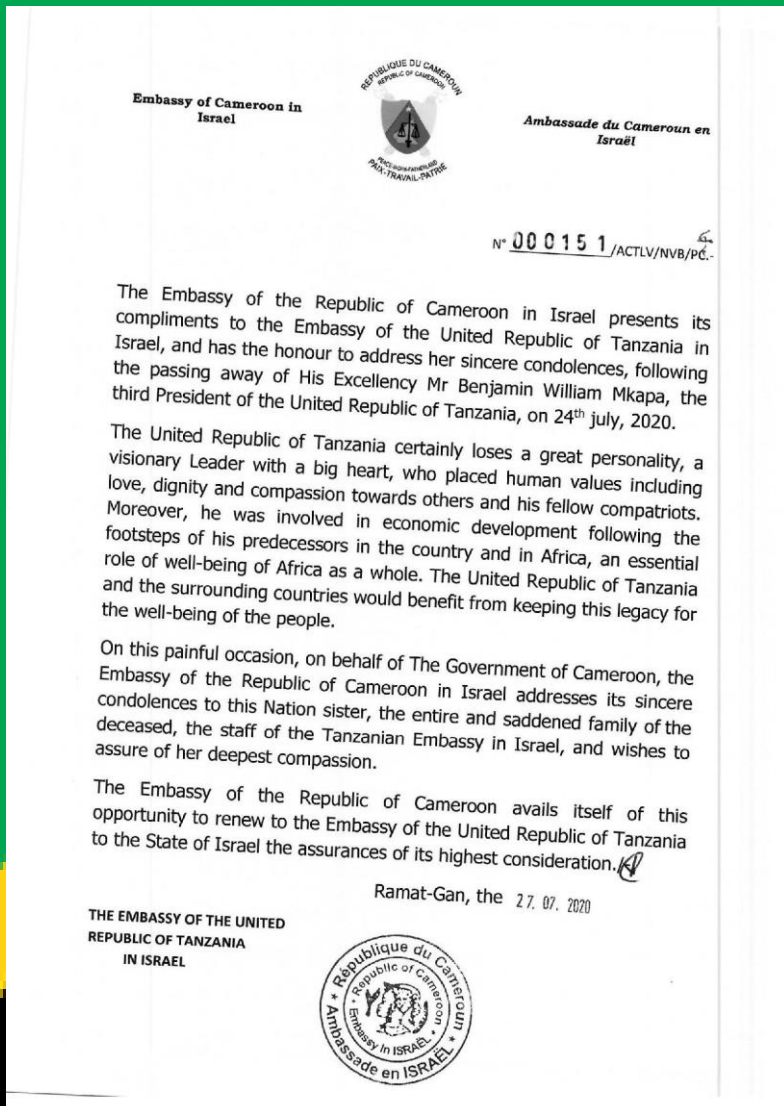 Embassy of Cameroon in
Israel
REPUBLIQUE DU CAMEROUN
REPUBLIC OF CAMEROON
PEACE-WORK-FATHERLAND
PAIX-TRAVAIL-PATRIE
Ambassade du Cameroun en
Israël
N° 000151/ACTLV/NVB/PC.-
The Embassy of the Republic of Cameroon in Israel presents its
compliments to the Embassy of the United Republic of Tanzania in
Israel, and has the honour to address her sincere condolences, following
the passing away of His Excellency Mr Benjamin William Mkapa, the
third President of the United Republic of Tanzania, on 24th july, 2020.
The United Republic of Tanzania certainly loses a great personality, a
visionary Leader with a big heart, who placed human values including
love, dignity and compassion towards others and his fellow compatriots.
Moreover, he was involved in economic development following the
footsteps of his predecessors in the country and in Africa, an essential
role of well-being of Africa as a whole. The United Republic of Tanzania
and the surrounding countries would benefit from keeping this legacy for
the well-being of the people.
On this painful occasion, on behalf of The Government of Cameroon, the
Embassy of the Republic of Cameroon in Israel addresses its sincere
condolences to this Nation sister, the entire and saddened family of the
deceased, the staff of the Tanzanian Embassy in Israel, and wishes to
assure of her deepest compassion.
The Embassy of the Republic of Cameroon avails itself of this
opportunity to renew to the Embassy of the United Republic of Tanzania
to the State of Israel the assurances of its highest consideration.
Ramat-Gan, the 27. 07. 2020
THE EMBASSY OF THE UNITED
REPUBLIC OF TANZANIA
IN ISRAEL
République du Cameroun
Republic of Cameroon
Embassy In ISRAËL
Ambassade en ISRAËL